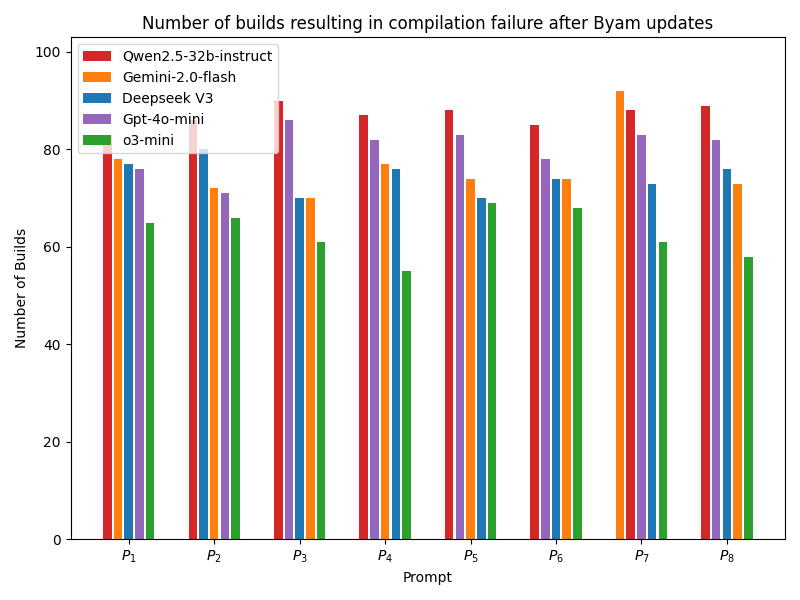 Number of builds resulting in compilation failure after Byam updates
Qwen2.5-32b-instruct
Gemini-2.0-flash
Deepseek V3
Gpt-4o-mini
o3-mini
Number of Builds
100
80
60
40
20
0
P₁ P₂ P₃ P₄ P₅ P₆ P₇ P₈
Prompt